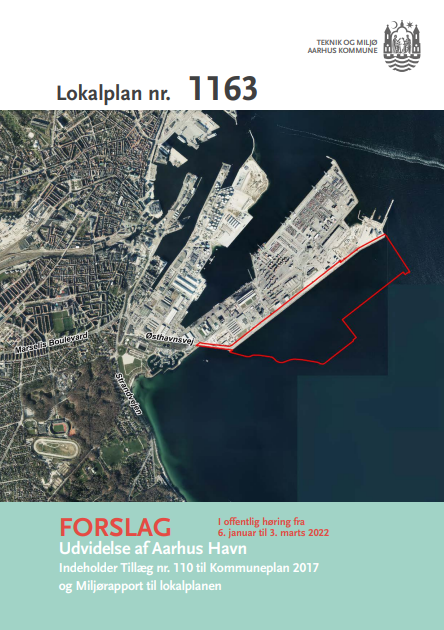 TEKNIK OG MILJØ
AARHUS KOMMUNE
Lokalplan nr. 1163
Marselis Boulevard
Østhavnsvej
Strandvejen
FORSLAG
I offentlig høring fra
6. januar til 3. marts 2022
Udvidelse af Aarhus Havn
Indeholder Tillæg nr. 110 til Kommuneplan 2017
og Miljørapport til lokalplanen